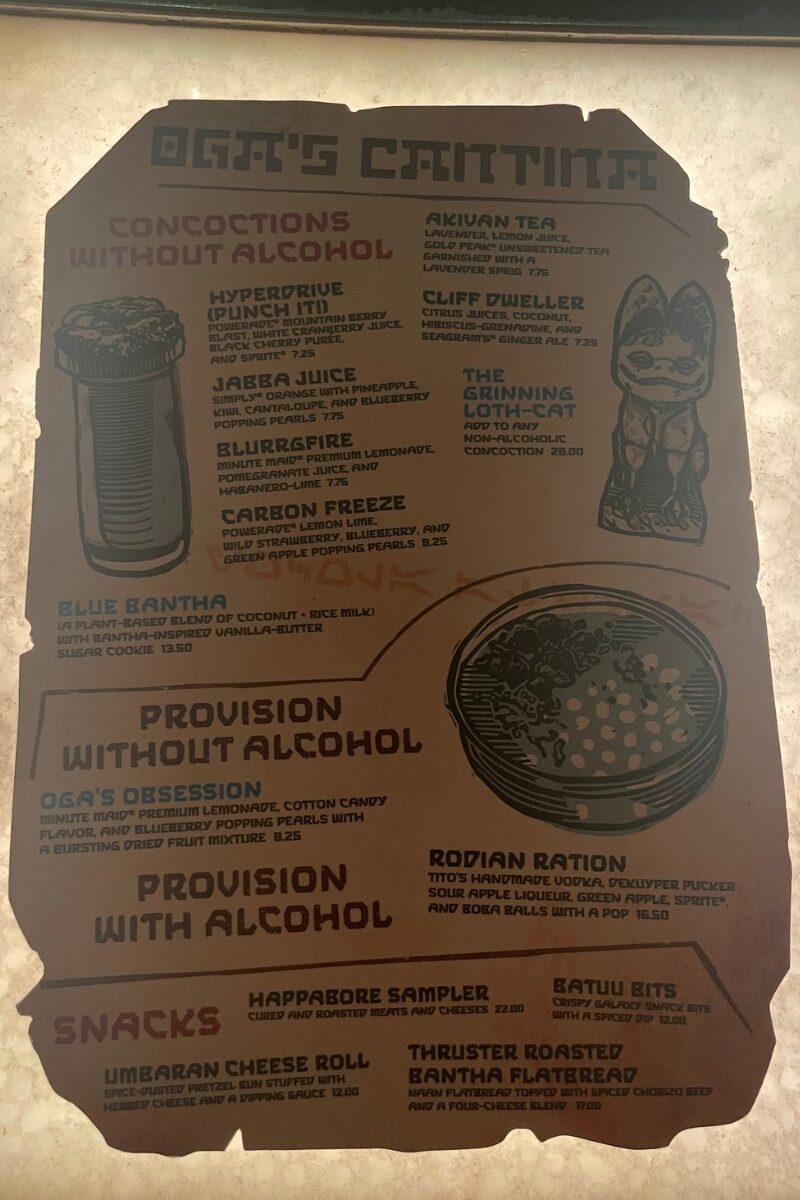 OGA'S CANTINA
CONCOCTIONS
WITHOUT ALCOHOL
HYPERDRIVE
(PUNCH IT!)
POWERADE® MOUNTAIN BERRY
BLAST, WHITE CRANBERRY JUICE,
BLACK CHERRY PURÉE,
AND SPRITE® 7.25
JABBA JUICE
SIMPLY® ORANGE WITH PINEAPPLE,
KIWI, CANTALOUPE, AND BLUEBERRY
POPPING PEARLS 7.75
BLURRGFIRE
MINUTE MAID® PREMIUM LEMONADE,
POMEGRANATE JUICE, AND
HABANERO-LIME 7.75
CARBON FREEZE
POWERADE® LEMON LIME,
WILD STRAWBERRY, BLUEBERRY, AND
GREEN APPLE POPPING PEARLS 8.25
BLUE BANTHA
(A PLANT-BASED BLEND OF COCONUT + RICE MILK)
WITH BANTHA-INSPIRED VANILLA-BUTTER
SUGAR COOKIE 13.50
AKIVAN TEA
LAVENDER, LEMON JUICE,
GOLD PEAK® UNSWEETENED TEA
GARNISHED WITH A
LAVENDER SPRIG 7.75
CLIFF DWELLER
CITRUS JUICES, COCONUT,
HIBISCUS-GRENADINE, AND
SEAGRAM'S® GINGER ALE 7.25
THE
GRINNING
LOTH-CAT
ADD TO ANY
NON-ALCOHOLIC
CONCOCTION 28.00
PROVISION
WITHOUT ALCOHOL
OGA'S OBSESSION
MINUTE MAID® PREMIUM LEMONADE, COTTON CANDY
FLAVOR, AND BLUEBERRY POPPING PEARLS WITH
A BURSTING DRIED FRUIT MIXTURE 8.25
PROVISION
WITH ALCOHOL
RODIAN RATION
TITO'S HANDMADE VODKA, DEKUYPER PUCKER
SOUR APPLE LIQUEUR, GREEN APPLE, SPRITE®,
AND BOBA BALLS WITH A POP 16.50
SNACKS
HAPPABORE SAMPLER
CURED AND ROASTED MEATS AND CHEESES 22.00
BATUU BITS
CRISPY GALAXY SNACK BITS
WITH A SPICED DIP 12.00
UMBARAN CHEESE ROLL
SPICE-DUSTED PRETZEL BUN STUFFED WITH
HERBED CHEESE AND A DIPPING SAUCE 12.00
THRUSTER ROASTED
BANTHA FLATBREAD
NAAN FLATBREAD TOPPED WITH SPICED CHORIZO BEEF
AND A FOUR-CHEESE BLEND 17.00